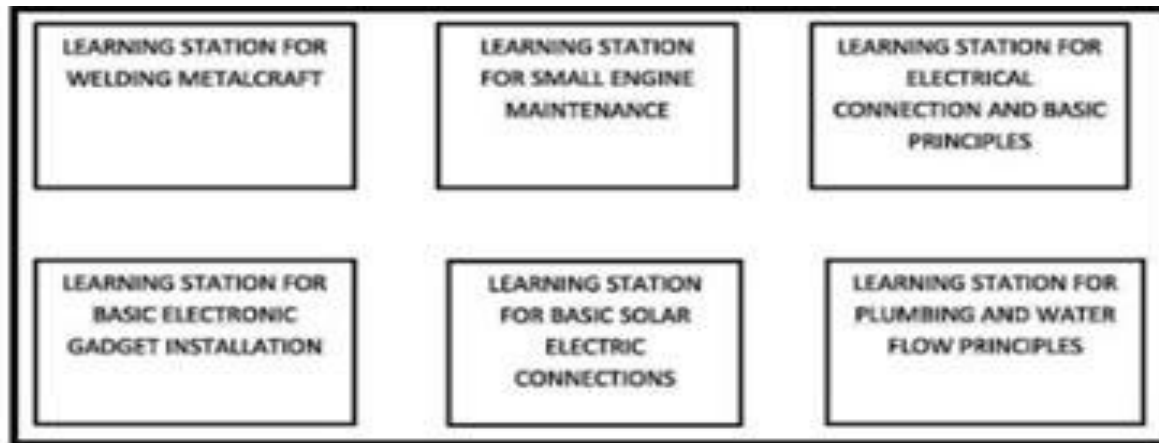 LEARNING STATION FOR
WELDING METALCRAFT
LEARNING STATION
FOR SMALL ENGINE
MAINTENANCE
LEARNING STATION FOR
ELECTRICAL
CONNECTION AND BASIC
PRINCIPLES
LEARNING STATION FOR
BASIC ELECTRONIC
GADGET INSTALLATION
LEARNING STATION
FOR BASIC SOLAR
ELECTRIC
CONNECTIONS
LEARNING STATION FOR
PLUMBING AND WATER
FLOW PRINCIPLES